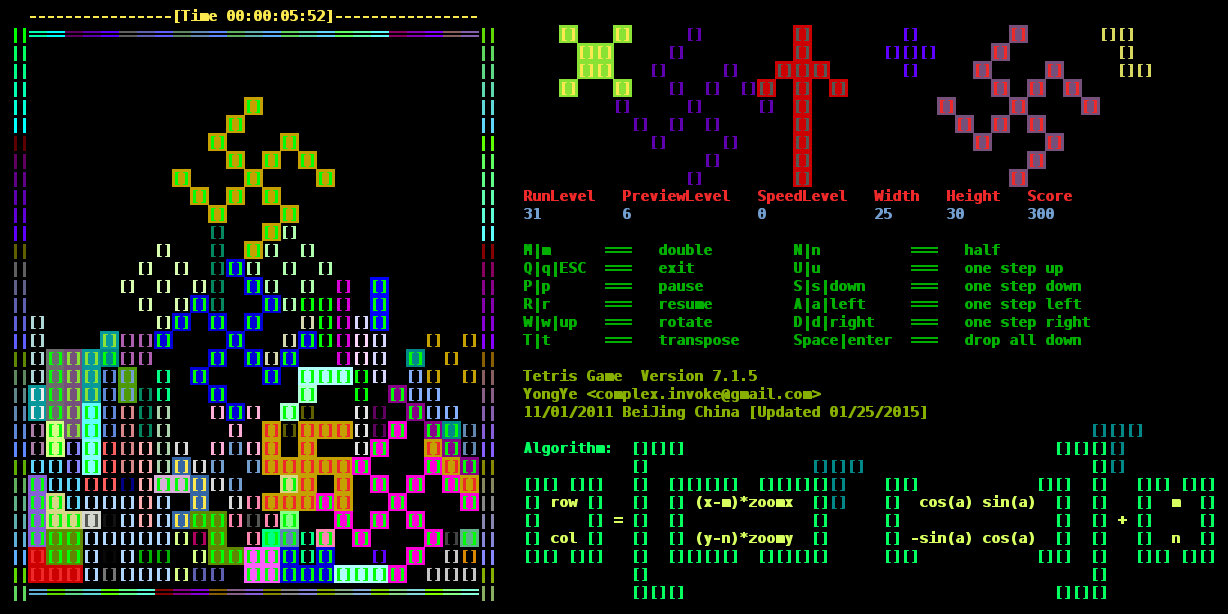 [Time 00:00:05:52]
RunLevel PreviewLevel SpeedLevel Width Height Score
31 6 0 25 30 300
M|m === double N|n === half
Q|q|ESC === exit U|u === one step up
P|p === pause S|s|down === one step down
R|r === resume A|a|left === one step left
W|w|up === rotate D|d|right === one step right
T|t === transpose Space|enter === drop all down
Tetris Game Version 7.1.5
YongYe <complex.invoke@gmail.com>
11/01/2011 BeiJing China [Updated 01/25/2015]
Algorithm:
row (x-m)*zoomx cos(a) sin(a) m
= +
col (y-n)*zoomy -sin(a) cos(a) n